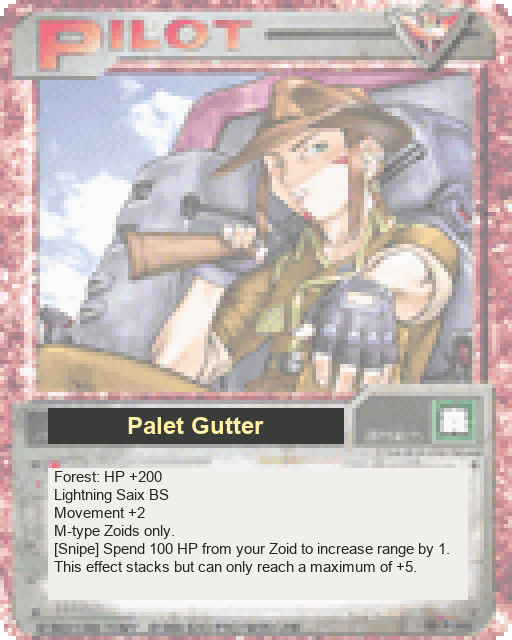 PILOT
Palet Gutter
Forest: HP +200
Lightning Saix BS
Movement +2
M-type Zoids only.
[Snipe] Spend 100 HP from your Zoid to increase range by 1.
This effect stacks but can only reach a maximum of +5.